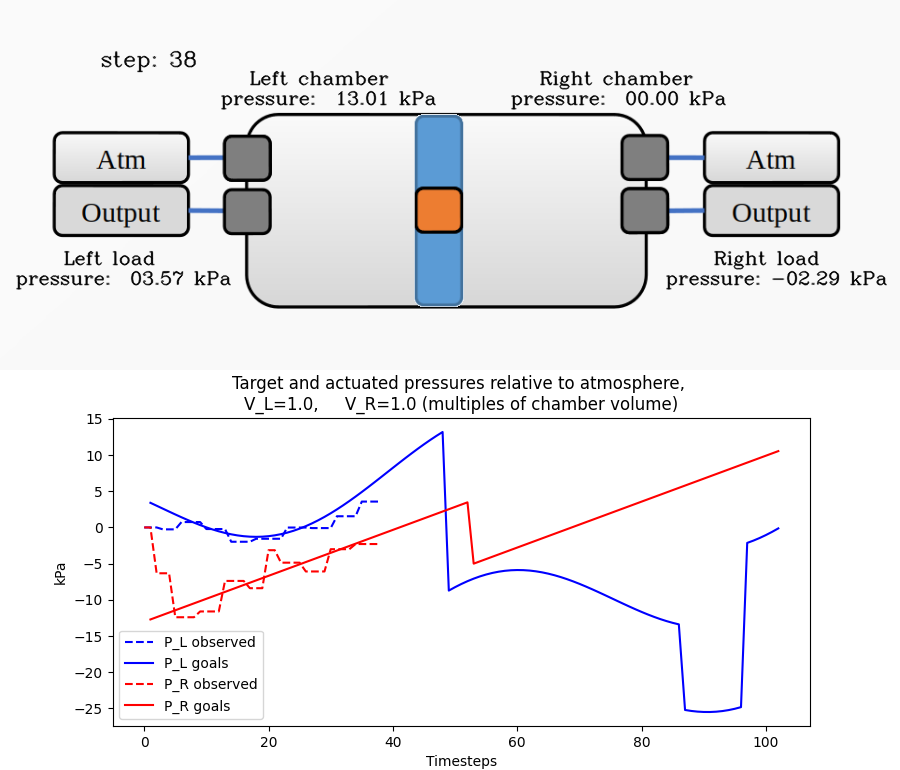 step: 38
Left chamber
pressure:  13.01 kPa
Right chamber
pressure:  00.00 kPa
Atm
Output
Atm
Output
Left load
pressure:  03.57 kPa
Right load
pressure: −02.29 kPa
Target and actuated pressures relative to atmosphere,
V_L=1.0,     V_R=1.0 (multiples of chamber volume)
15
10
5
0
−5
−10
−15
−20
−25
kPa
P_L observed
P_L goals
P_R observed
P_R goals
0 20 40 60 80 100
Timesteps